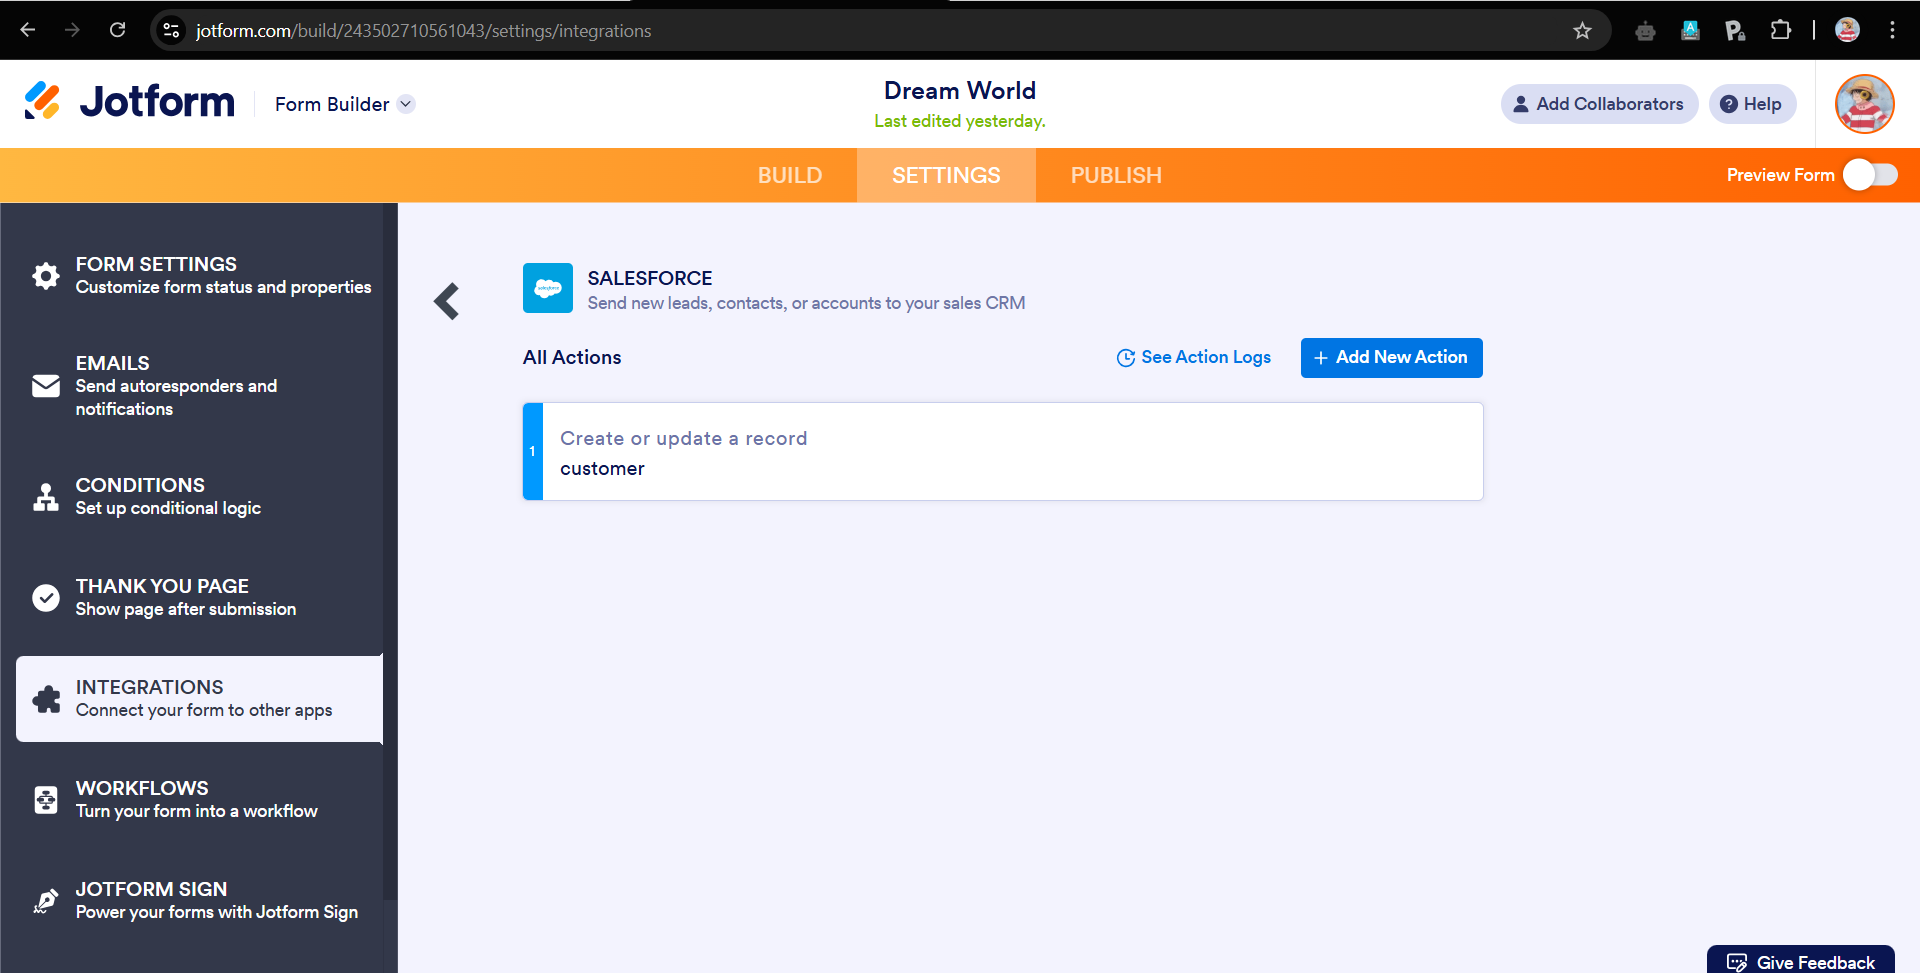 jotform.com/build/243502710561043/settings/integrations
Jotform
Form Builder
Dream World
Last edited yesterday.
Add Collaborators
Help
BUILD
SETTINGS
PUBLISH
Preview Form
FORM SETTINGS
Customize form status and properties
EMAILS
Send autoresponders and
notifications
CONDITIONS
Set up conditional logic
THANK YOU PAGE
Show page after submission
INTEGRATIONS
Connect your form to other apps
WORKFLOWS
Turn your form into a workflow
JOTFORM SIGN
Power your forms with Jotform Sign
salesforce
SALESFORCE
Send new leads, contacts, or accounts to your sales CRM
All Actions
See Action Logs
+ Add New Action
1
Create or update a record
customer
Give Feedback